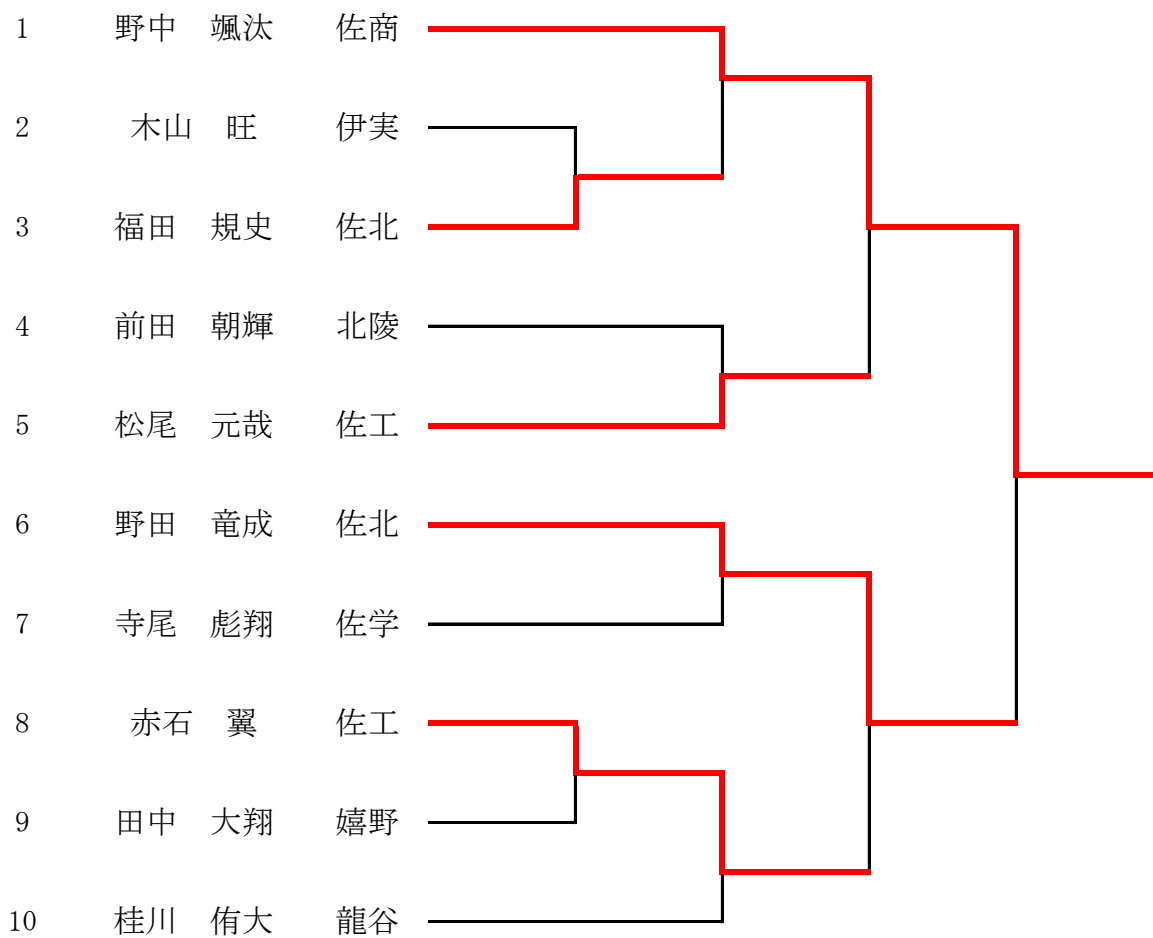 1 野中 颯汰 佐商
2 木山 旺 伊実
3 福田 規史 佐北
4 前田 朝輝 北陵
5 松尾 元哉 佐工
6 野田 竜成 佐北
7 寺尾 彪翔 佐学
8 赤石 翼 佐工
9 田中 大翔 嬉野
10 桂川 侑大 龍谷